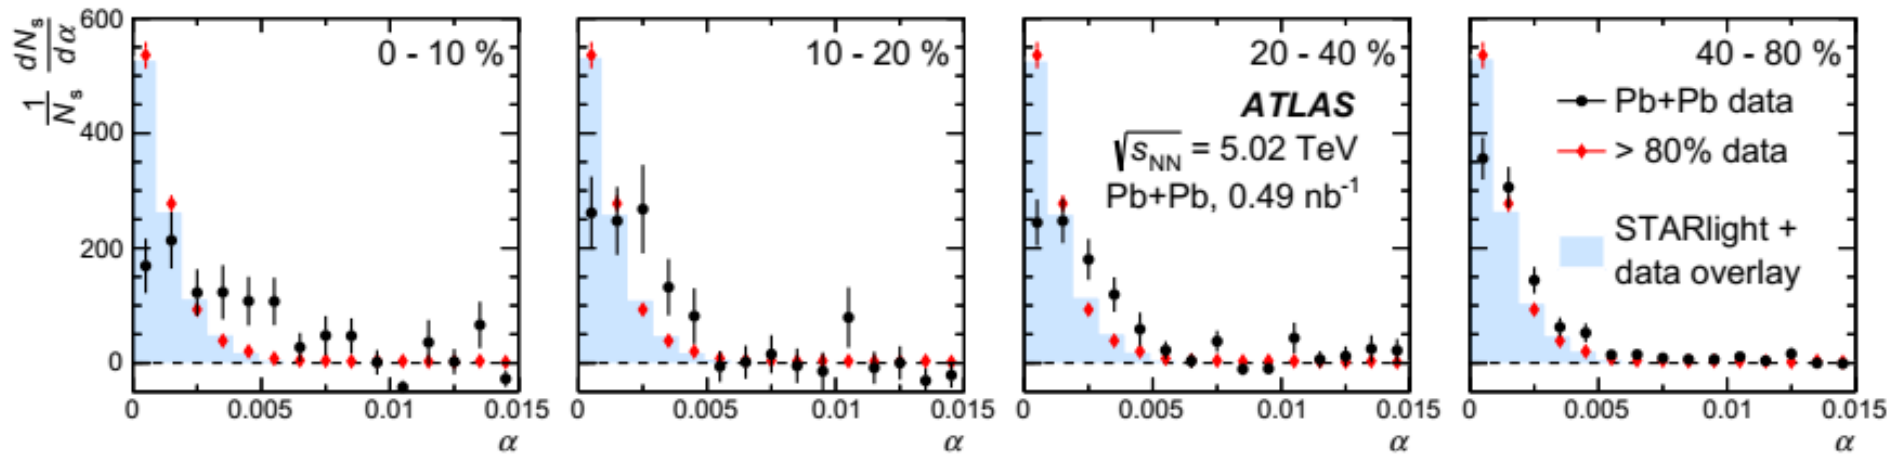 1/N_s dN_s/dα
600
400
200
0
0 - 10 %
0 0.005 0.01 0.015
α
10 - 20 %
0 0.005 0.01 0.015
α
20 - 40 %
ATLAS
√s_NN = 5.02 TeV
Pb+Pb, 0.49 nb⁻¹
0 0.005 0.01 0.015
α
40 - 80 %
Pb+Pb data
> 80% data
STARlight +
data overlay
0 0.005 0.01 0.015
α